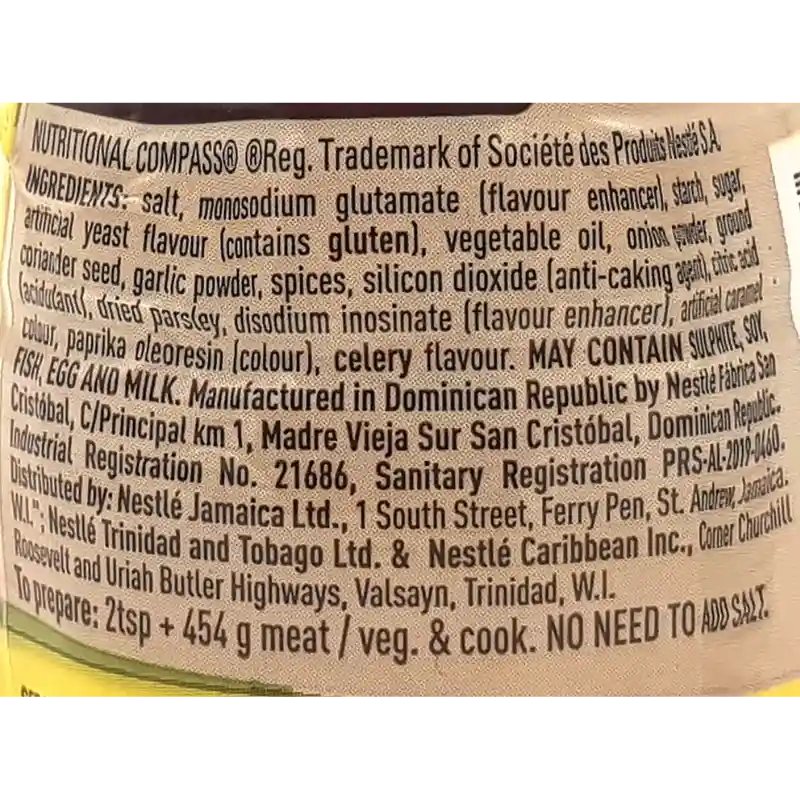 NUTRITIONAL COMPASS® ®Reg. Trademark of Société des Produits Nestlé S.A.
INGREDIENTS: salt, monosodium glutamate (flavour enhancer), starch, sugar,
artificial yeast flavour (contains gluten), vegetable oil, onion powder, ground
coriander seed, garlic powder, spices, silicon dioxide (anti-caking agent), citric acid
(acidulant), dried parsley, disodium inosinate (flavour enhancer), artificial caramel
colour, paprika oleoresin (colour), celery flavour. MAY CONTAIN SULPHITE, SOY,
FISH, EGG AND MILK. Manufactured in Dominican Republic by Nestlé Fábrica San
Cristóbal, C/Principal km 1, Madre Vieja Sur San Cristóbal, Dominican Republic.
Industrial Registration No. 21686, Sanitary Registration PRS-AL-2019-0460.
Distributed by: Nestlé Jamaica Ltd., 1 South Street, Ferry Pen, St. Andrew, Jamaica.
W.I."; Nestlé Trinidad and Tobago Ltd. & Nestlé Caribbean Inc., Corner Churchill
Roosevelt and Uriah Butler Highways, Valsayn, Trinidad, W.I.
To prepare: 2tsp + 454 g meat / veg. & cook. NO NEED TO ADD SALT.